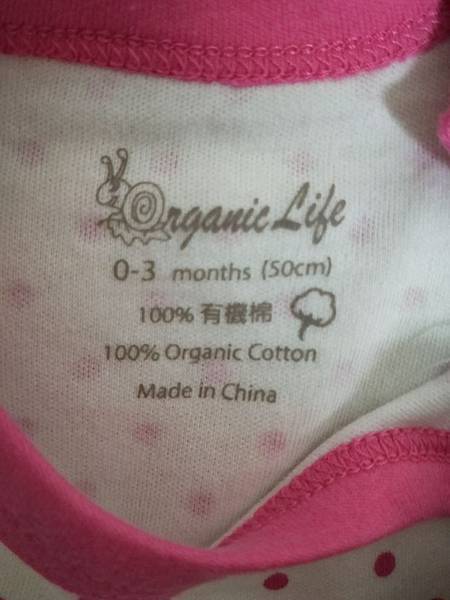 Organic Life
0-3 months (50cm)
100% 有機棉
100% Organic Cotton
Made in China